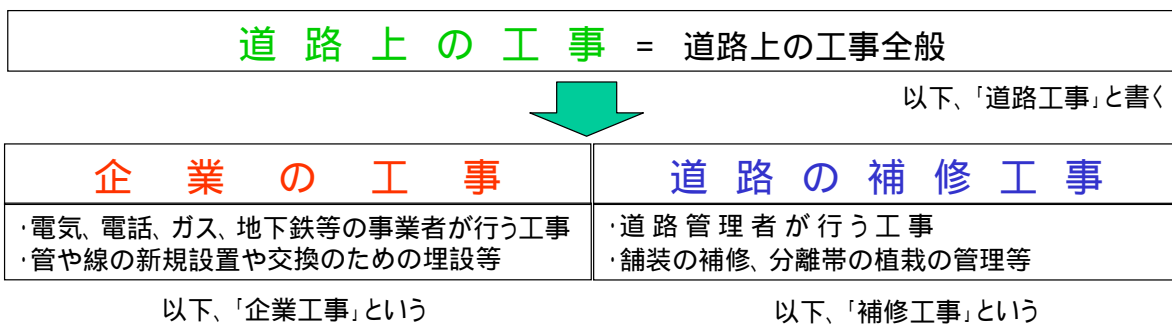 道路上の工事 = 道路上の工事全般
以下、「道路工事」と書く
企業の工事
・電気、電話、ガス、地下鉄等の事業者が行う工事
・管や線の新規設置や交換のための埋設等
以下、「企業工事」という
道路の補修工事
・道路管理者が行う工事
・舗装の補修、分離帯の植栽の管理等
以下、「補修工事」という